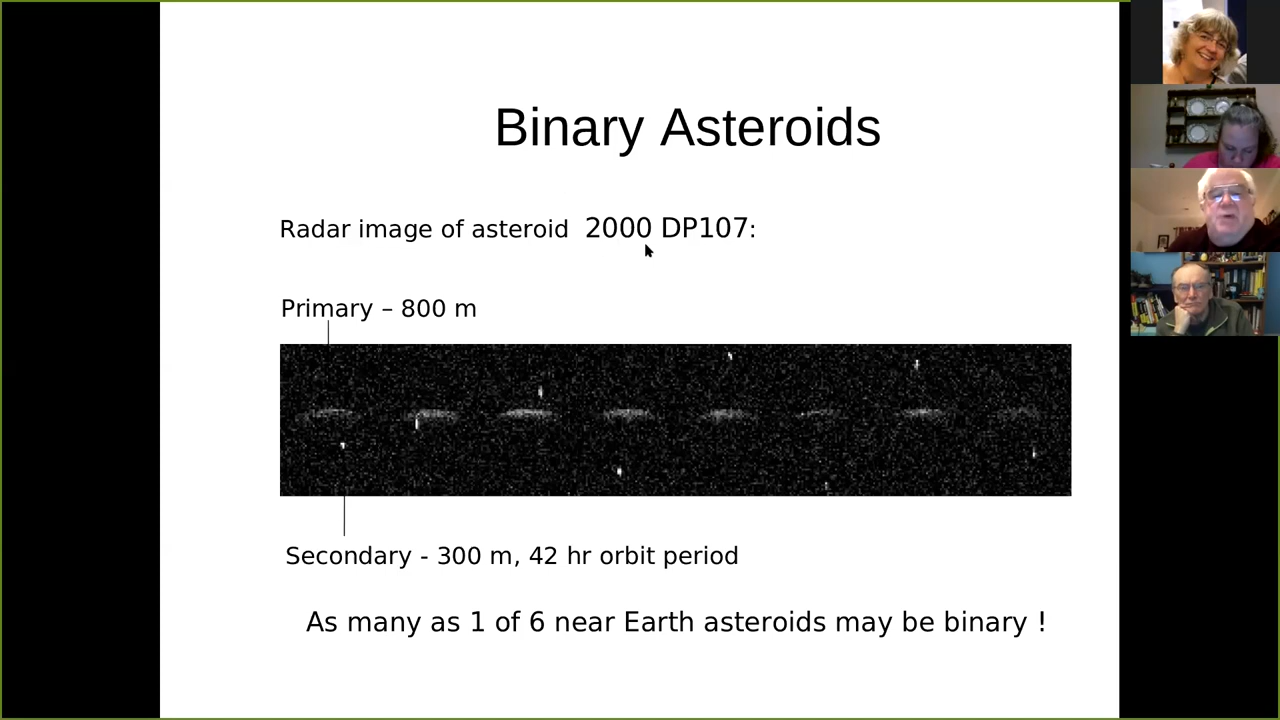 Binary Asteroids
Radar image of asteroid 2000 DP107:
Primary – 800 m
Secondary - 300 m, 42 hr orbit period
As many as 1 of 6 near Earth asteroids may be binary !